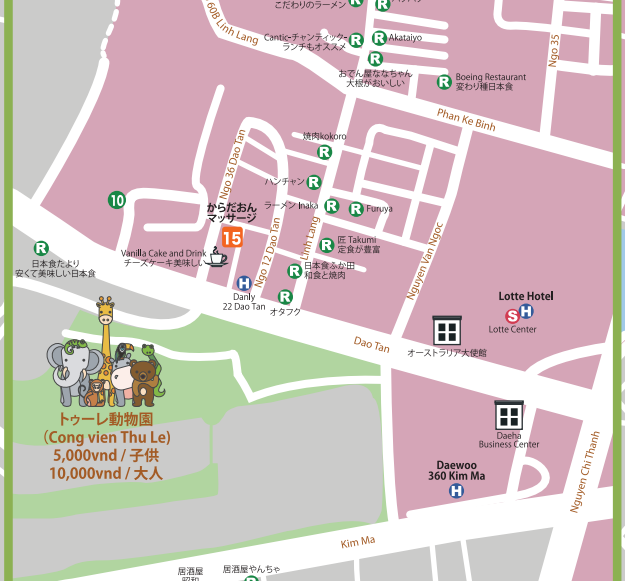 こだわりのラーメン
R
R
60B Linh Lang
Cantic-チャンティック-
ランチもオススメ
R
R
Akataiyo
R
おでん屋ななちゃん
大根がおいしい
R
Boeing Restaurant
変わり種日本食
Ngo 35
Phan Ke Binh
焼肉kokoro
R
Ngo 36 Dao Tan
ハンチャン
R
10
からだおん
マッサージ
15
ラーメン Inaka
R
R
Furuya
Linh Lang
R
匠 Takumi
定食が豊富
Nguyen Van Ngoc
R
日本食だより
安くて美味しい日本食
Vanilla Cake and Drink
チーズケーキ美味しい
Ngo 12 Dao Tan
R
日本食ふか田
和食と焼肉
H
Danly
22 Dao Tan
R
オタフク
Lotte Hotel
S
H
Lotte Center
Dao Tan
オーストラリア大使館
トゥーレ動物園
(Cong vien Thu Le)
5,000vnd / 子供
10,000vnd / 大人
Daeha
Business Center
Daewoo
360 Kim Ma
H
Nguyen Chi Thanh
Kim Ma
居酒屋
昭和
居酒屋やんちゃ
R